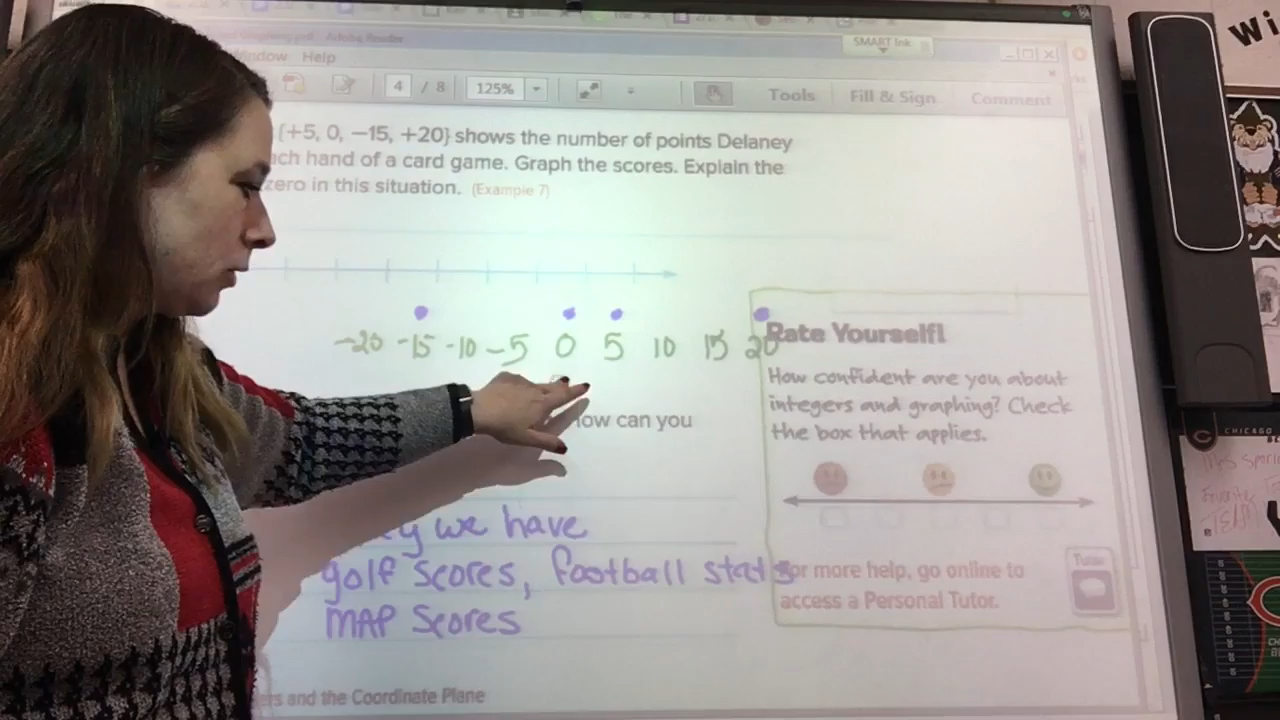 Wi
SMART Ink
Window Help
4 / 8 125% Tools Fill & Sign Comment
{+5, 0, −15, +20} shows the number of points Delaney
ach hand of a card game. Graph the scores. Explain the
zero in this situation. (Example 7)
-20 -15 -10 -5 0 5 10 15 20
Rate Yourself!
How confident are you about
integers and graphing? Check
the box that applies.
ow can you
y we have
golf scores, football stats
MAP Scores
For more help, go online to
access a Personal Tutor.
Tutor
ers and the Coordinate Plane
CHICAGO